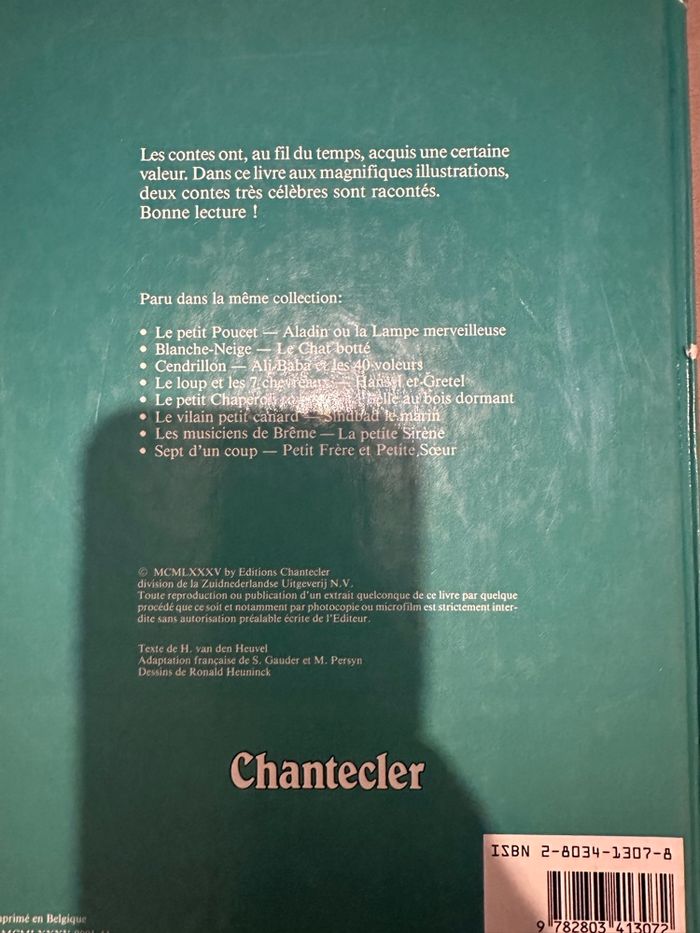 Les contes ont, au fil du temps, acquis une certaine
valeur. Dans ce livre aux magnifiques illustrations,
deux contes très célèbres sont racontés.
Bonne lecture !
Paru dans la même collection:
• Le petit Poucet — Aladin ou la Lampe merveilleuse
• Blanche-Neige — Le Chat botté
• Cendrillon — Ali Baba et les 40 voleurs
• Le loup et les 7 chevreaux — Hansel et Gretel
• Le petit Chaperon belle au bois dormant
• Le vilain petit canard — Sindbad le marin
• Les musiciens de Brême — La petite Sirène
• Sept d'un coup — Petit Frère et Petite Sœur
© MCMLXXXV by Editions Chantecler
division de la Zuidnederlandse Uitgeverij N.V.
Toute reproduction ou publication d'un extrait quelconque de ce livre par quelque
procédé que ce soit et notamment par photocopie ou microfilm est strictement inter-
dite sans autorisation préalable écrite de l'Editeur.
Texte de H. van den Heuvel
Adaptation française de S. Gauder et M. Persyn
Dessins de Ronald Heuninck
Chantecler
ISBN 2-8034-1307-8
9 782803 413072
primé en Belgique